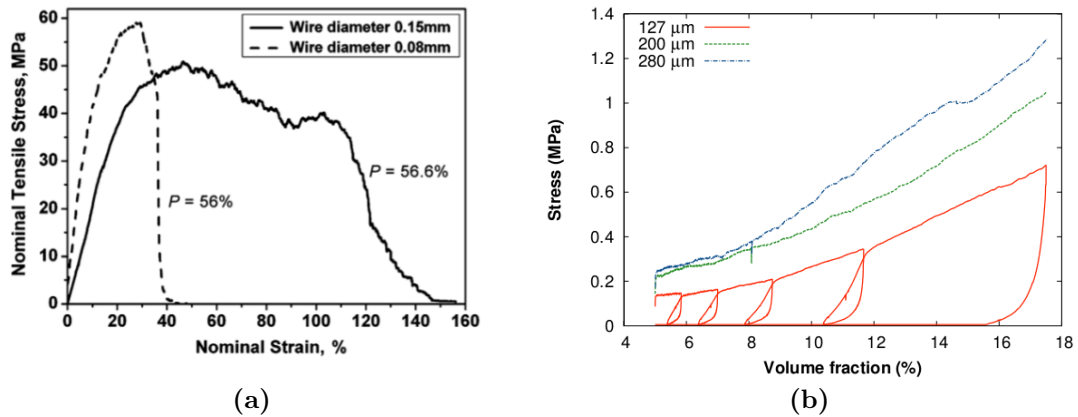 Nominal Tensile Stress, MPa
60
50
40
30
20
10
0
Wire diameter 0.15mm
Wire diameter 0.08mm
P = 56.6%
P = 56%
0 20 40 60 80 100 120 140 160
Nominal Strain, %
(a)
Stress (MPa)
1.4
1.2
1
0.8
0.6
0.4
0.2
0
127 µm
200 µm
280 µm
4 6 8 10 12 14 16 18
Volume fraction (%)
(b)